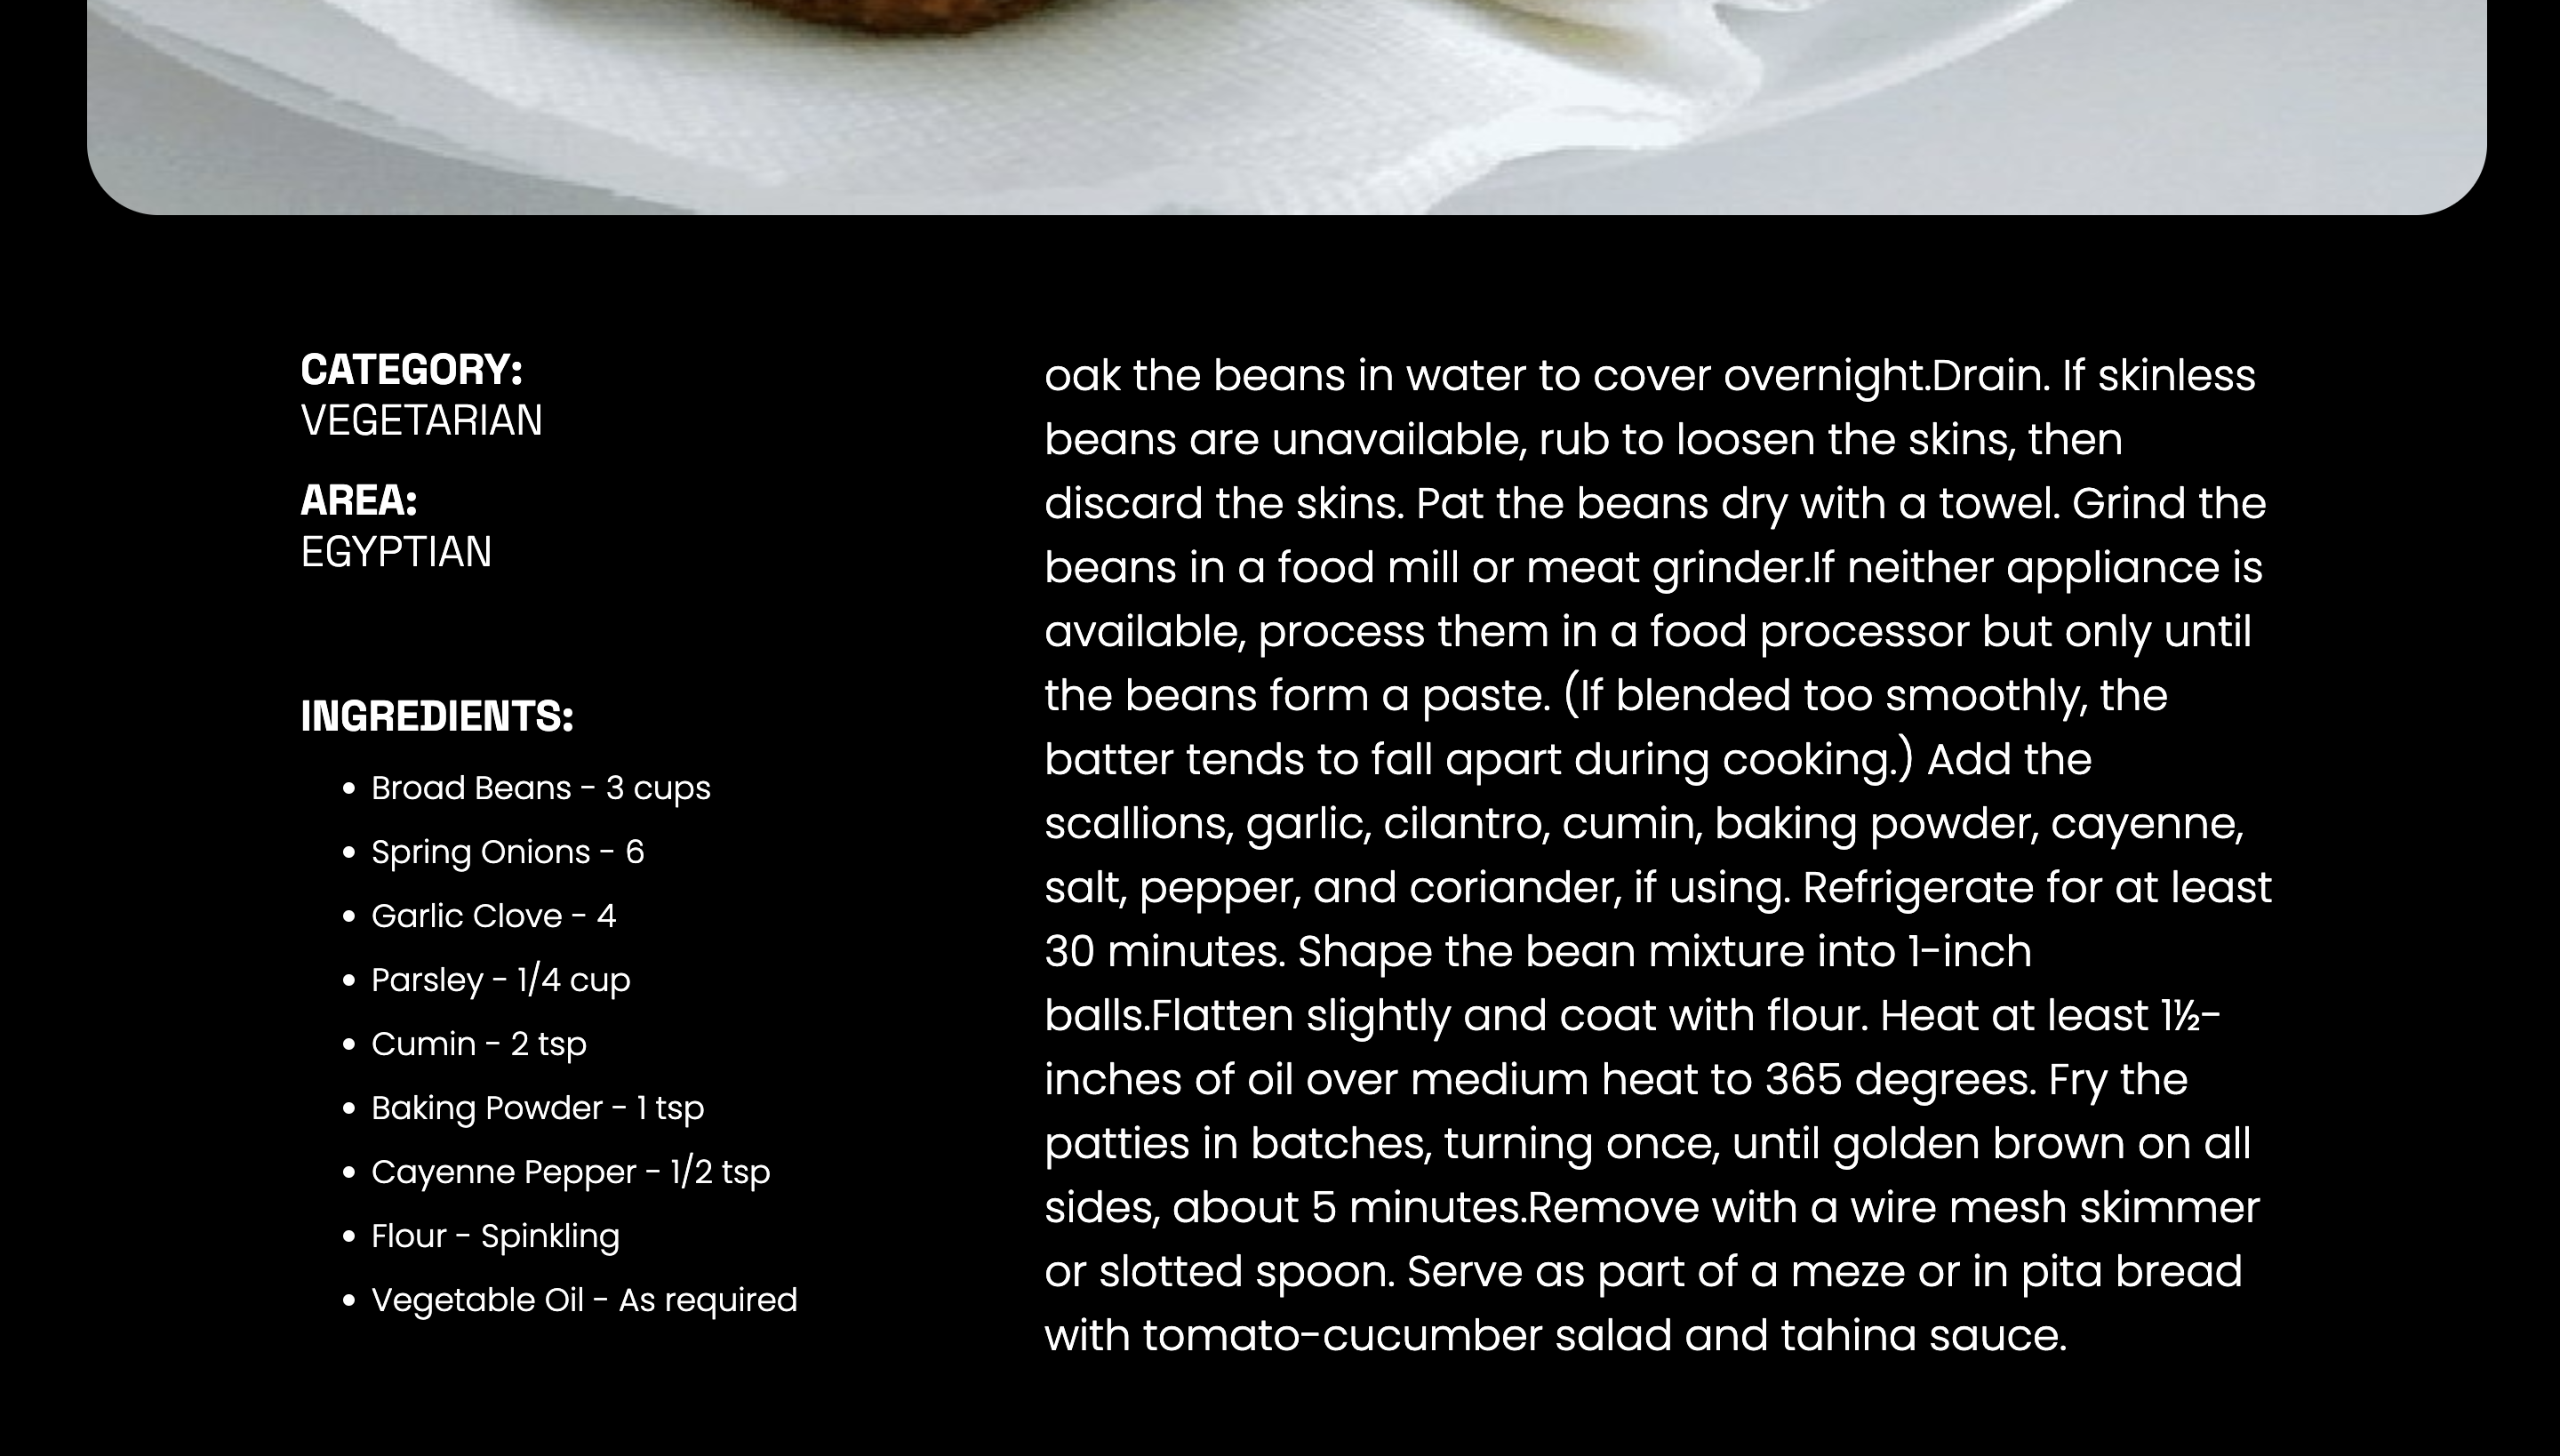 CATEGORY:
VEGETARIAN
AREA:
EGYPTIAN
INGREDIENTS:
• Broad Beans - 3 cups
• Spring Onions - 6
• Garlic Clove - 4
• Parsley - 1/4 cup
• Cumin - 2 tsp
• Baking Powder - 1 tsp
• Cayenne Pepper - 1/2 tsp
• Flour - Spinkling
• Vegetable Oil - As required
oak the beans in water to cover overnight.Drain. If skinless
beans are unavailable, rub to loosen the skins, then
discard the skins. Pat the beans dry with a towel. Grind the
beans in a food mill or meat grinder.If neither appliance is
available, process them in a food processor but only until
the beans form a paste. (If blended too smoothly, the
batter tends to fall apart during cooking.) Add the
scallions, garlic, cilantro, cumin, baking powder, cayenne,
salt, pepper, and coriander, if using. Refrigerate for at least
30 minutes. Shape the bean mixture into 1-inch
balls.Flatten slightly and coat with flour. Heat at least 1½-
inches of oil over medium heat to 365 degrees. Fry the
patties in batches, turning once, until golden brown on all
sides, about 5 minutes.Remove with a wire mesh skimmer
or slotted spoon. Serve as part of a meze or in pita bread
with tomato-cucumber salad and tahina sauce.